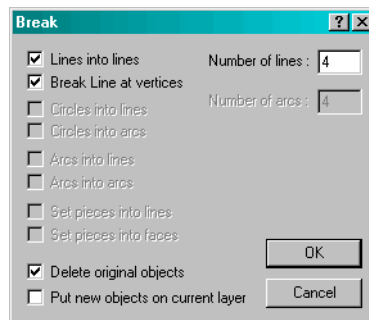 Break
Lines into lines
Number of lines : 4
Break Line at vertices
Number of arcs : 4
Circles into lines
Circles into arcs
Arcs into lines
Arcs into arcs
Set pieces into lines
Set pieces into faces
OK
Delete original objects
Put new objects on current layer
Cancel